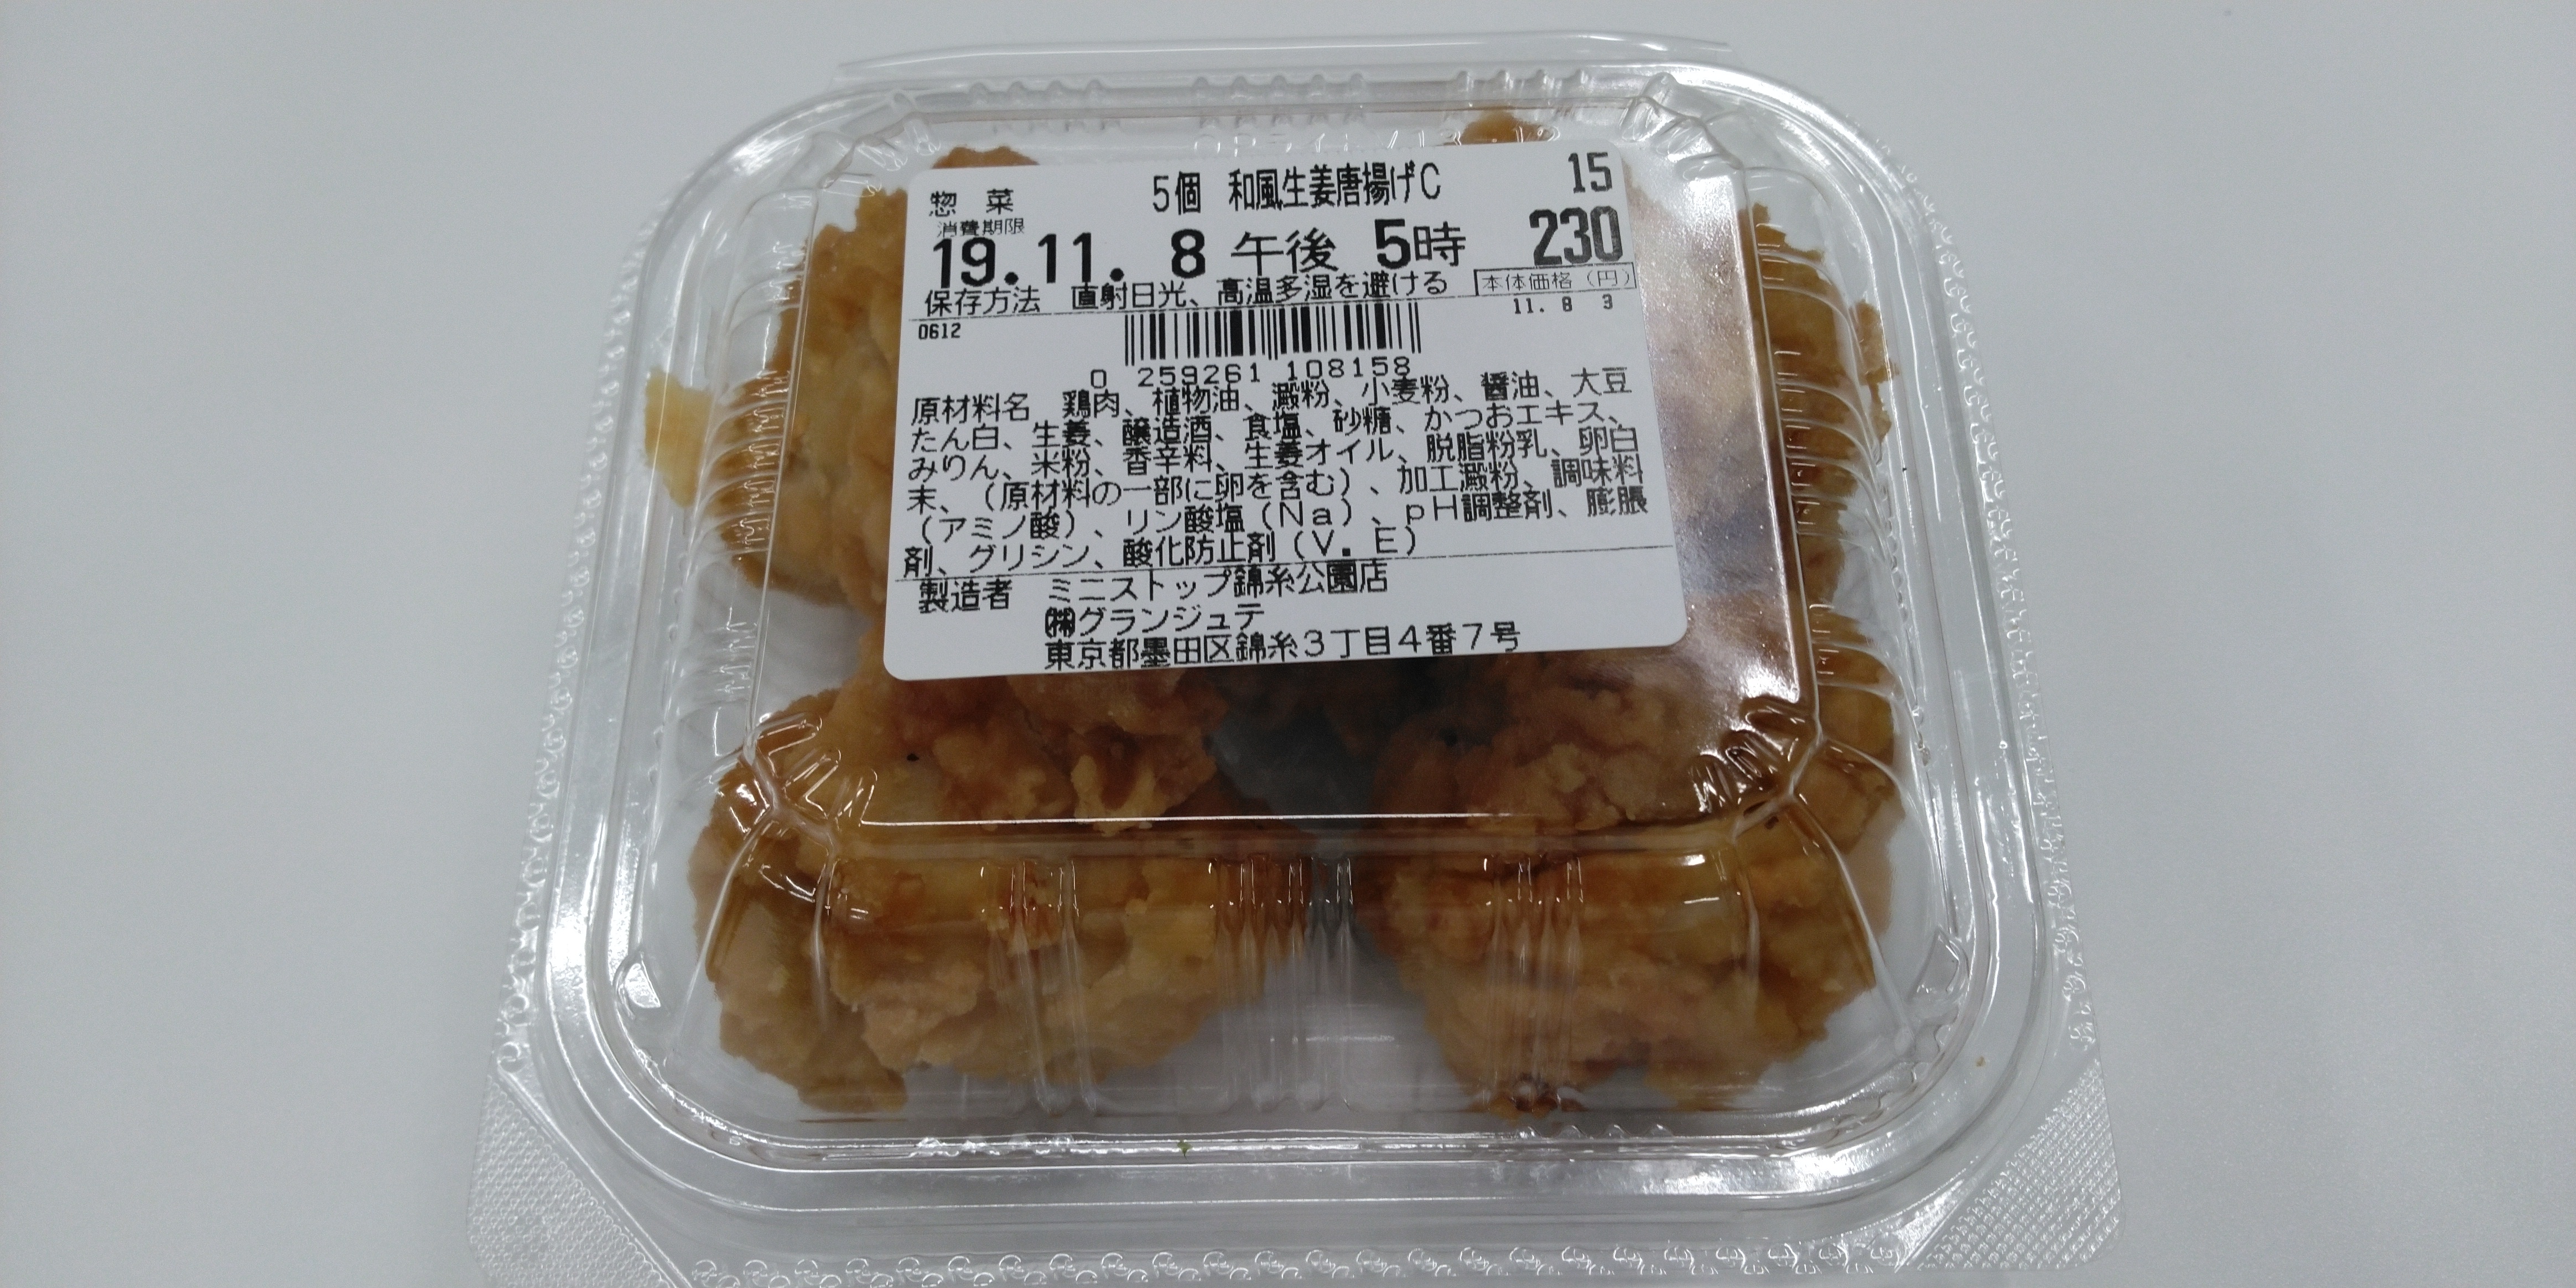 惣菜 5個 和風生姜唐揚げC 15
消費期限
19.11. 8 午後 5時 230
保存方法 直射日光、高温多湿を避ける 本体価格(円)
0612 11. 8 3
0 259261 108158
原材料名 鶏肉、植物油、澱粉、小麦粉、醤油、大豆
たん白、生姜、醸造酒、食塩、砂糖、かつおエキス、
みりん、米粉、香辛料、生姜オイル、脱脂粉乳、卵白
末、(原材料の一部に卵を含む)、加工澱粉、調味料
(アミノ酸)、リン酸塩(Na)、pH調整剤、膨脹
剤、グリシン、酸化防止剤(V.E)
製造者 ミニストップ錦糸公園店
㈱グランジュテ
東京都墨田区錦糸3丁目4番7号